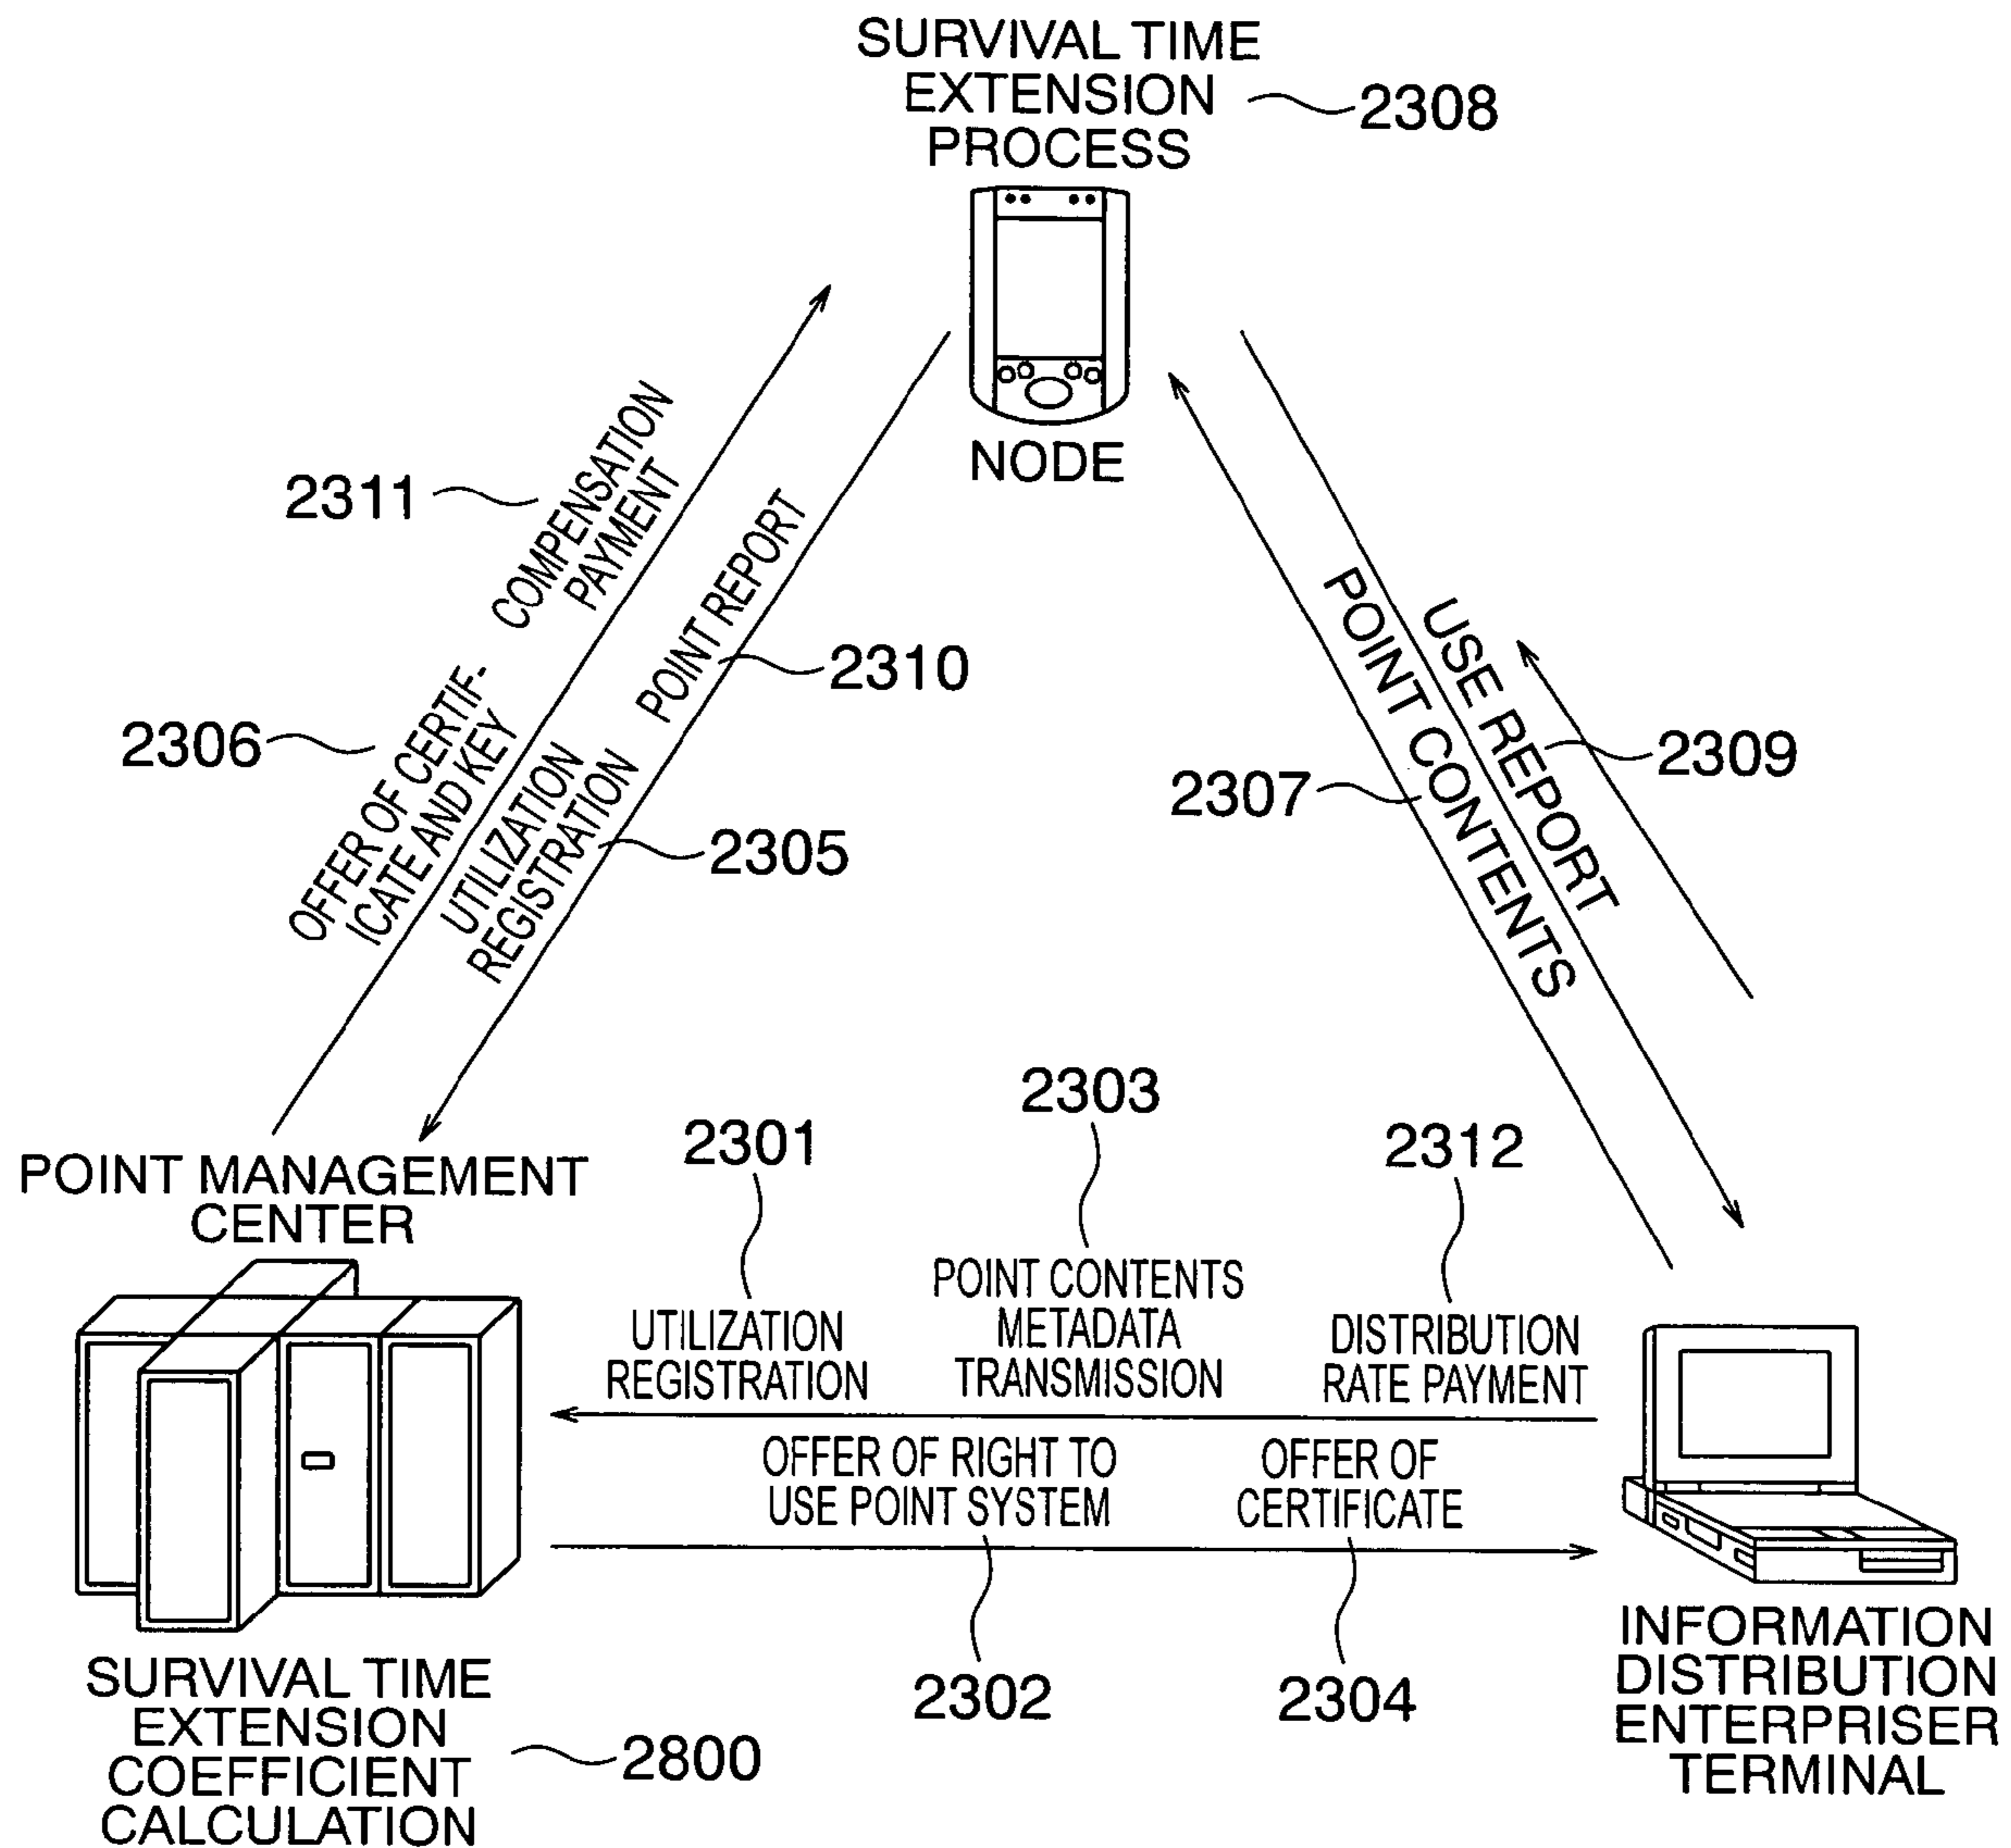 SURVIVAL TIME
EXTENSION
PROCESS
2308
NODE
2311
COMPENSATION
PAYMENT
POINT REPORT
2310
2306
OFFER OF CERTIF-
ICATE AND KEY
UTILIZATION
REGISTRATION
2305
POINT CONTENTS
2307
USE REPORT
2309
POINT MANAGEMENT
CENTER
2301
2303
2312
UTILIZATION
REGISTRATION
POINT CONTENTS
METADATA
TRANSMISSION
DISTRIBUTION
RATE PAYMENT
OFFER OF RIGHT TO
USE POINT SYSTEM
OFFER OF
CERTIFICATE
2302
2304
SURVIVAL TIME
EXTENSION
COEFFICIENT
CALCULATION
2800
INFORMATION
DISTRIBUTION
ENTERPRISER
TERMINAL